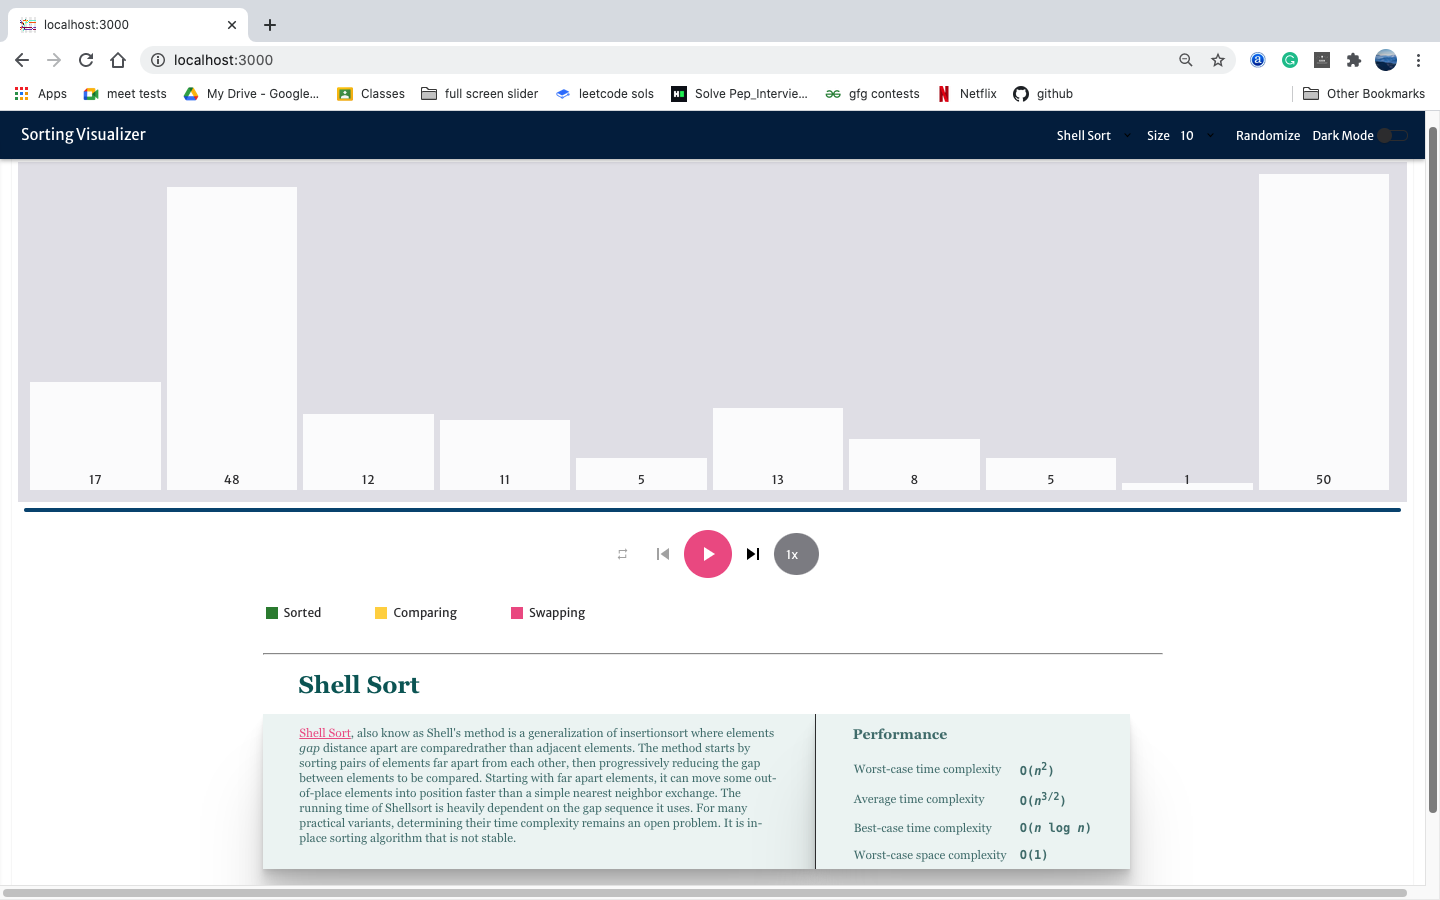 localhost:3000
localhost:3000
Apps meet tests My Drive - Google... Classes full screen slider leetcode sols Solve Pep_Intervie... gfg contests Netflix github Other Bookmarks
Sorting Visualizer Shell Sort Size 10 Randomize Dark Mode
17 48 12 11 5 13 8 5 1 50
1x
Sorted Comparing Swapping
Shell Sort
Shell Sort, also know as Shell's method is a generalization of insertionsort where elements
gap distance apart are comparedrather than adjacent elements. The method starts by
sorting pairs of elements far apart from each other, then progressively reducing the gap
between elements to be compared. Starting with far apart elements, it can move some out-
of-place elements into position faster than a simple nearest neighbor exchange. The
running time of Shellsort is heavily dependent on the gap sequence it uses. For many
practical variants, determining their time complexity remains an open problem. It is in-
place sorting algorithm that is not stable.
Performance
Worst-case time complexity O(n²)
Average time complexity O(n^3/2)
Best-case time complexity O(n log n)
Worst-case space complexity O(1)